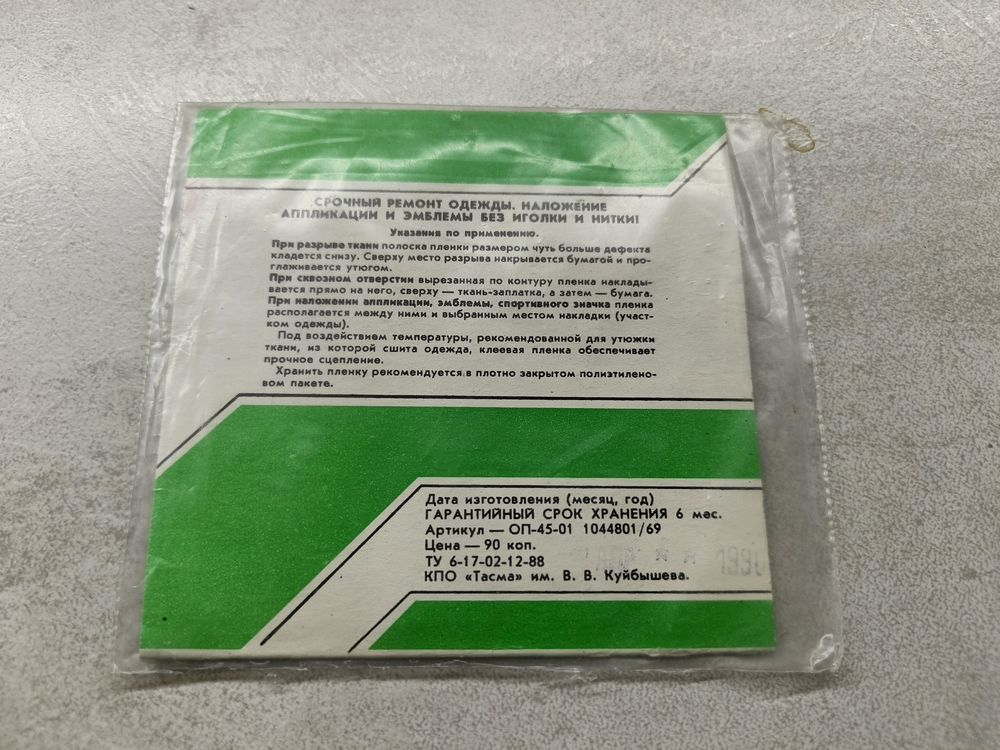 СРОЧНЫЙ РЕМОНТ ОДЕЖДЫ. НАЛОЖЕНИЕ
АППЛИКАЦИИ И ЭМБЛЕМЫ БЕЗ ИГОЛКИ И НИТКИ!
Указания по применению.
При разрыве ткани полоска пленки размером чуть больше дефекта
кладется снизу. Сверху место разрыва накрывается бумагой и про-
глаживается утюгом.
При сквозном отверстии вырезанная по контуру пленка наклады-
вается прямо на него, сверху — ткань-заплатка, а затем — бумага.
При наложении аппликации, эмблемы, спортивного значка пленка
располагается между ними и выбранным местом накладки (участ-
ком одежды).
Под воздействием температуры, рекомендованной для утюжки
ткани, из которой сшита одежда, клеевая пленка обеспечивает
прочное сцепление.
Хранить пленку рекомендуется в плотно закрытом полиэтилено-
вом пакете.
Дата изготовления (месяц, год)
ГАРАНТИЙНЫЙ СРОК ХРАНЕНИЯ 6 мес.
Артикул — ОП-45-01 1044801/69
Цена — 90 коп.
ТУ 6-17-02-12-88
1990
КПО «Тасма» им. В. В. Куйбышева.